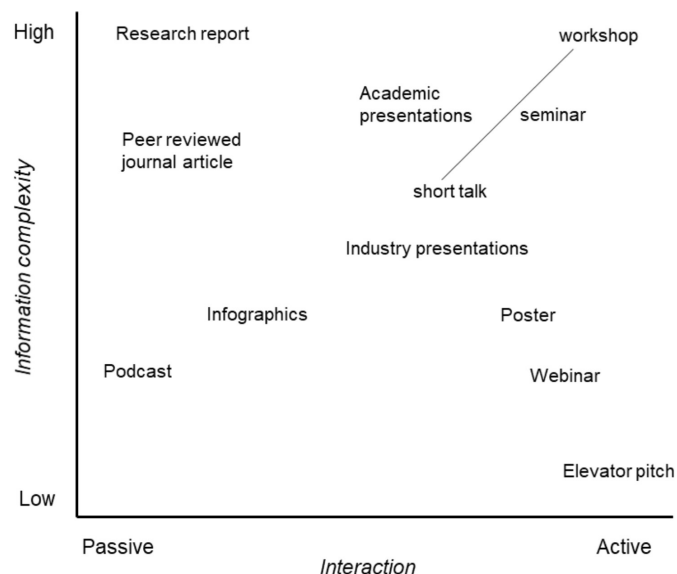 High
Research report
workshop
Academic
presentations
seminar
Peer reviewed
journal article
short talk
Information complexity
Industry presentations
Infographics
Poster
Podcast
Webinar
Elevator pitch
Low
Passive
Active
Interaction